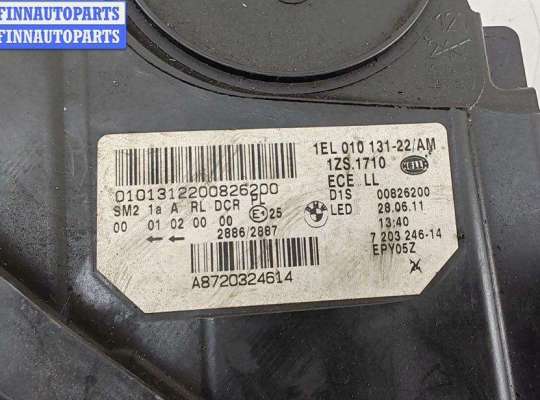 FINNAUTOPARTS
FINNAUTOPARTS
0101312200826200
SM2 1a A RL DCR PL
00 01 02 00 00 E 25
2886/2887
A8720324614
1EL 010 131-22/AM
1ZS.1710 HELLA
ECE LL
D1S 00826200
LED 28.06.11
13:40
7 203 246-14
EPY05Z